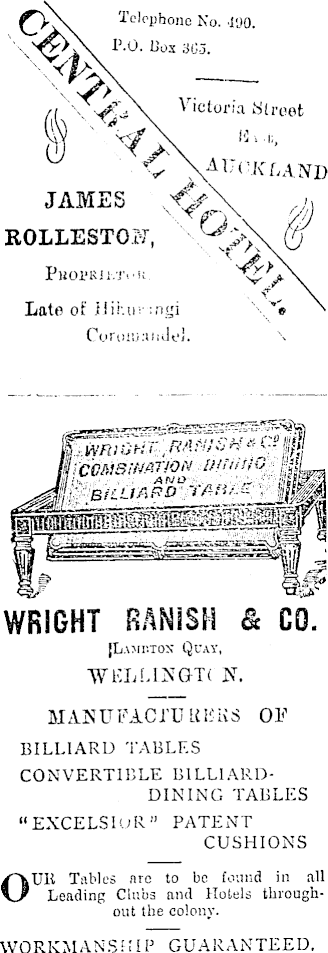 Telephone No. 490.
P.O. Box 365.
CENTRAL HOTEL.
Victoria Street
East,
AUCKLAND
JAMES
ROLLESTON,
PROPRIETOR
Late of Hikurangi
Coromandel.
WRIGHT RANISH & CO
COMBINATION DINING
AND
BILLIARD TABLE
WRIGHT RANISH & CO.
LAMBTON QUAY,
WELLINGTON.
MANUFACTURERS OF
BILLIARD TABLES
CONVERTIBLE BILLIARD-
DINING TABLES
"EXCELSIOR" PATENT
CUSHIONS
OUR Tables are to be found in all
Leading Clubs and Hotels through-
out the colony.
WORKMANSHIP GUARANTEED.